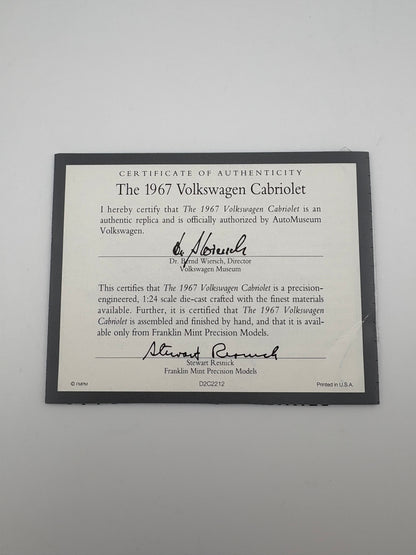 CERTIFICATE OF AUTHENTICITY
The 1967 Volkswagen Cabriolet
I hereby certify that The 1967 Volkswagen Cabriolet is an
authentic replica and is officially authorized by AutoMuseum
Volkswagen.
Dr. Bernd Wiersch, Director
Volkswagen Museum
This certifies that The 1967 Volkswagen Cabriolet is a precision-
engineered, 1:24 scale die-cast crafted with the finest materials
available. Further, it is certified that The 1967 Volkswagen
Cabriolet is assembled and finished by hand, and that it is avail-
able only from Franklin Mint Precision Models.
Stewart Resnick
Stewart Resnick
Franklin Mint Precision Models
© FMPM
D2C2212
Printed in U.S.A.